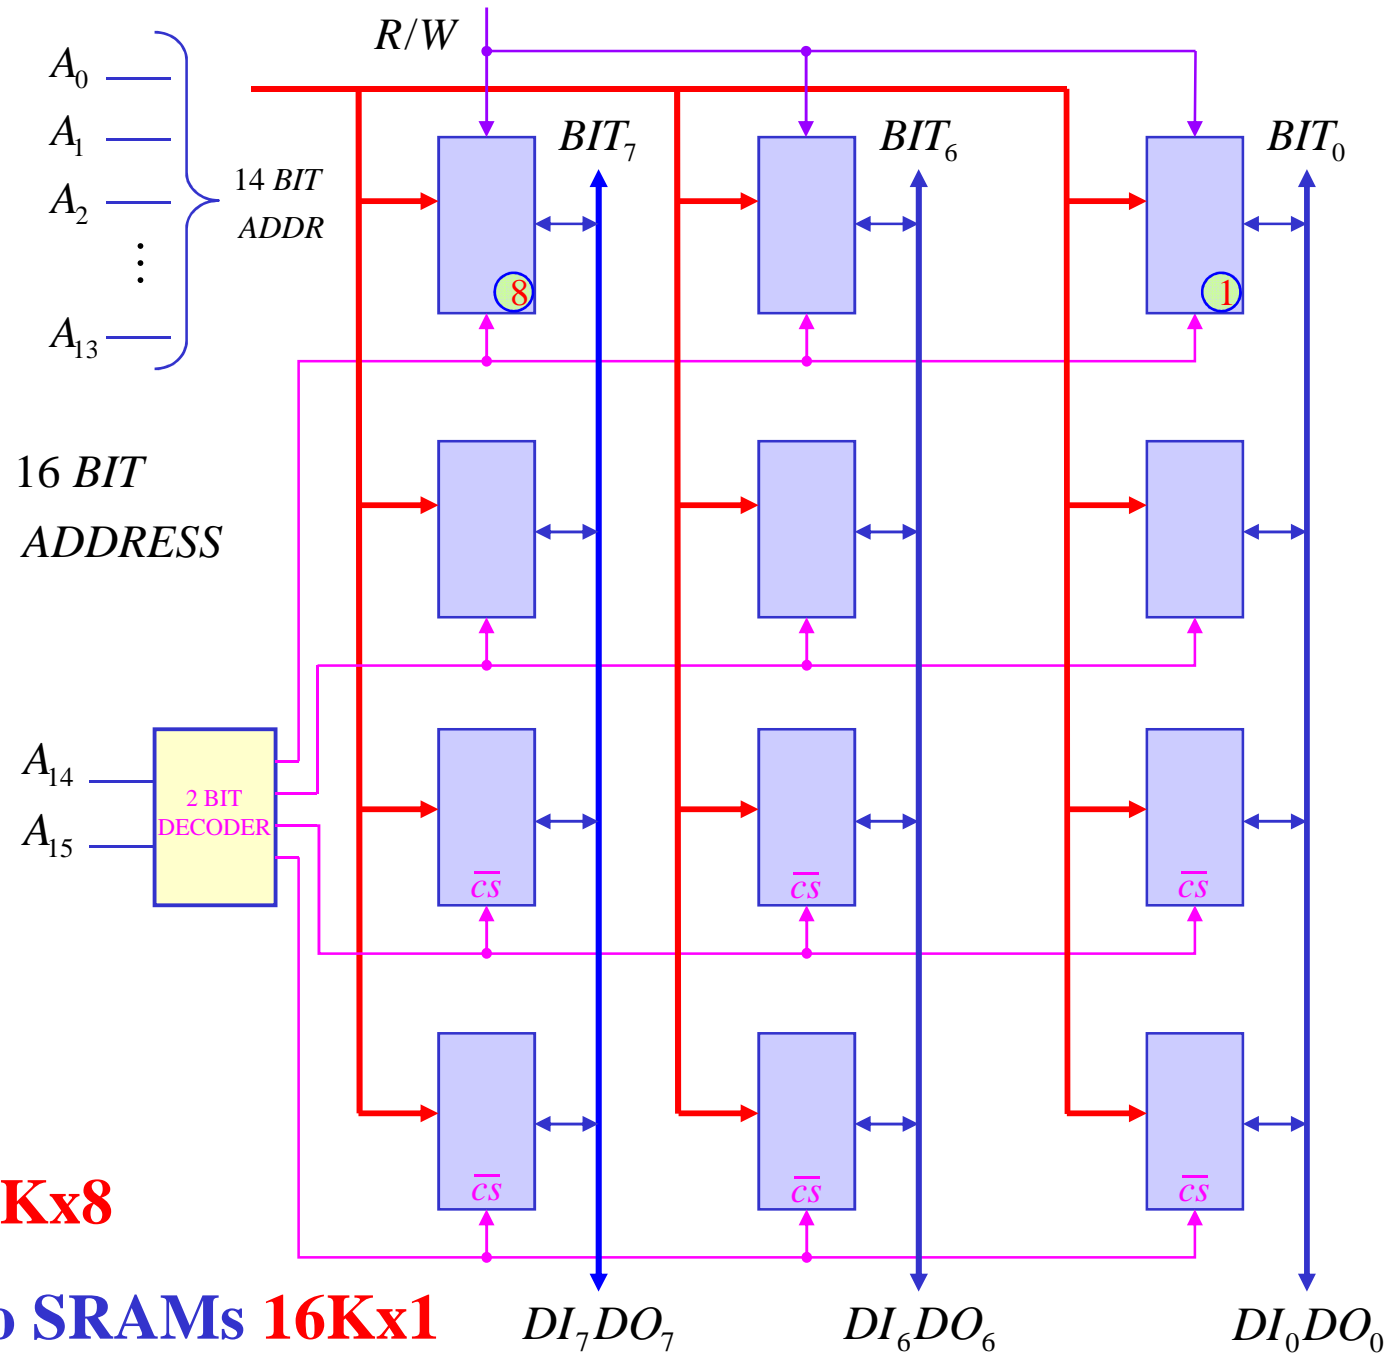 R/W
A0
A1
A2
⋮
A13
14 BIT
ADDR
BIT7
BIT6
BIT0
8
1
16 BIT
ADDRESS
A14
A15
2 BIT
DECODER
cs
cs
cs
cs
cs
cs
Kx8
SRAMs 16Kx1
DI7DO7
DI6DO6
DI0DO0